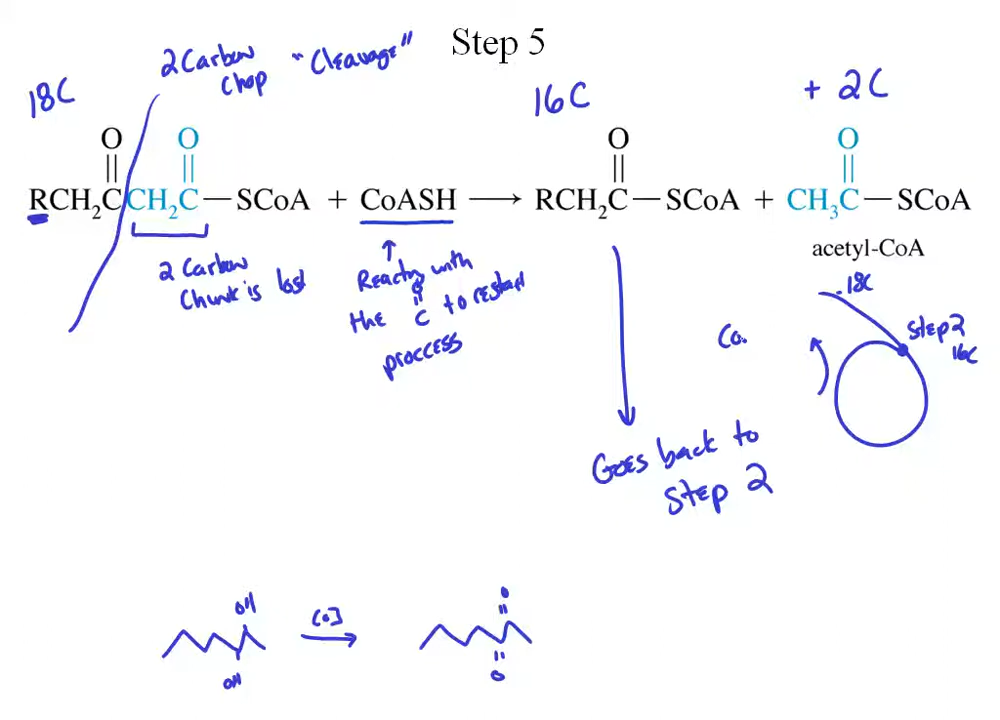 Step 5
2 Carbon "Cleavage"
Chop
18C
16C
+ 2C
O O O O
RCH₂CCH₂C—SCoA + CoASH → RCH₂C—SCoA + CH₃C—SCoA
acetyl-CoA
2 Carbon
Chunk is lost
Reacting with
O
the C to restart
proccess
18C
Step 2
16C
Co.
Goes back to
Step 2
OH
OH
[O]
O
O